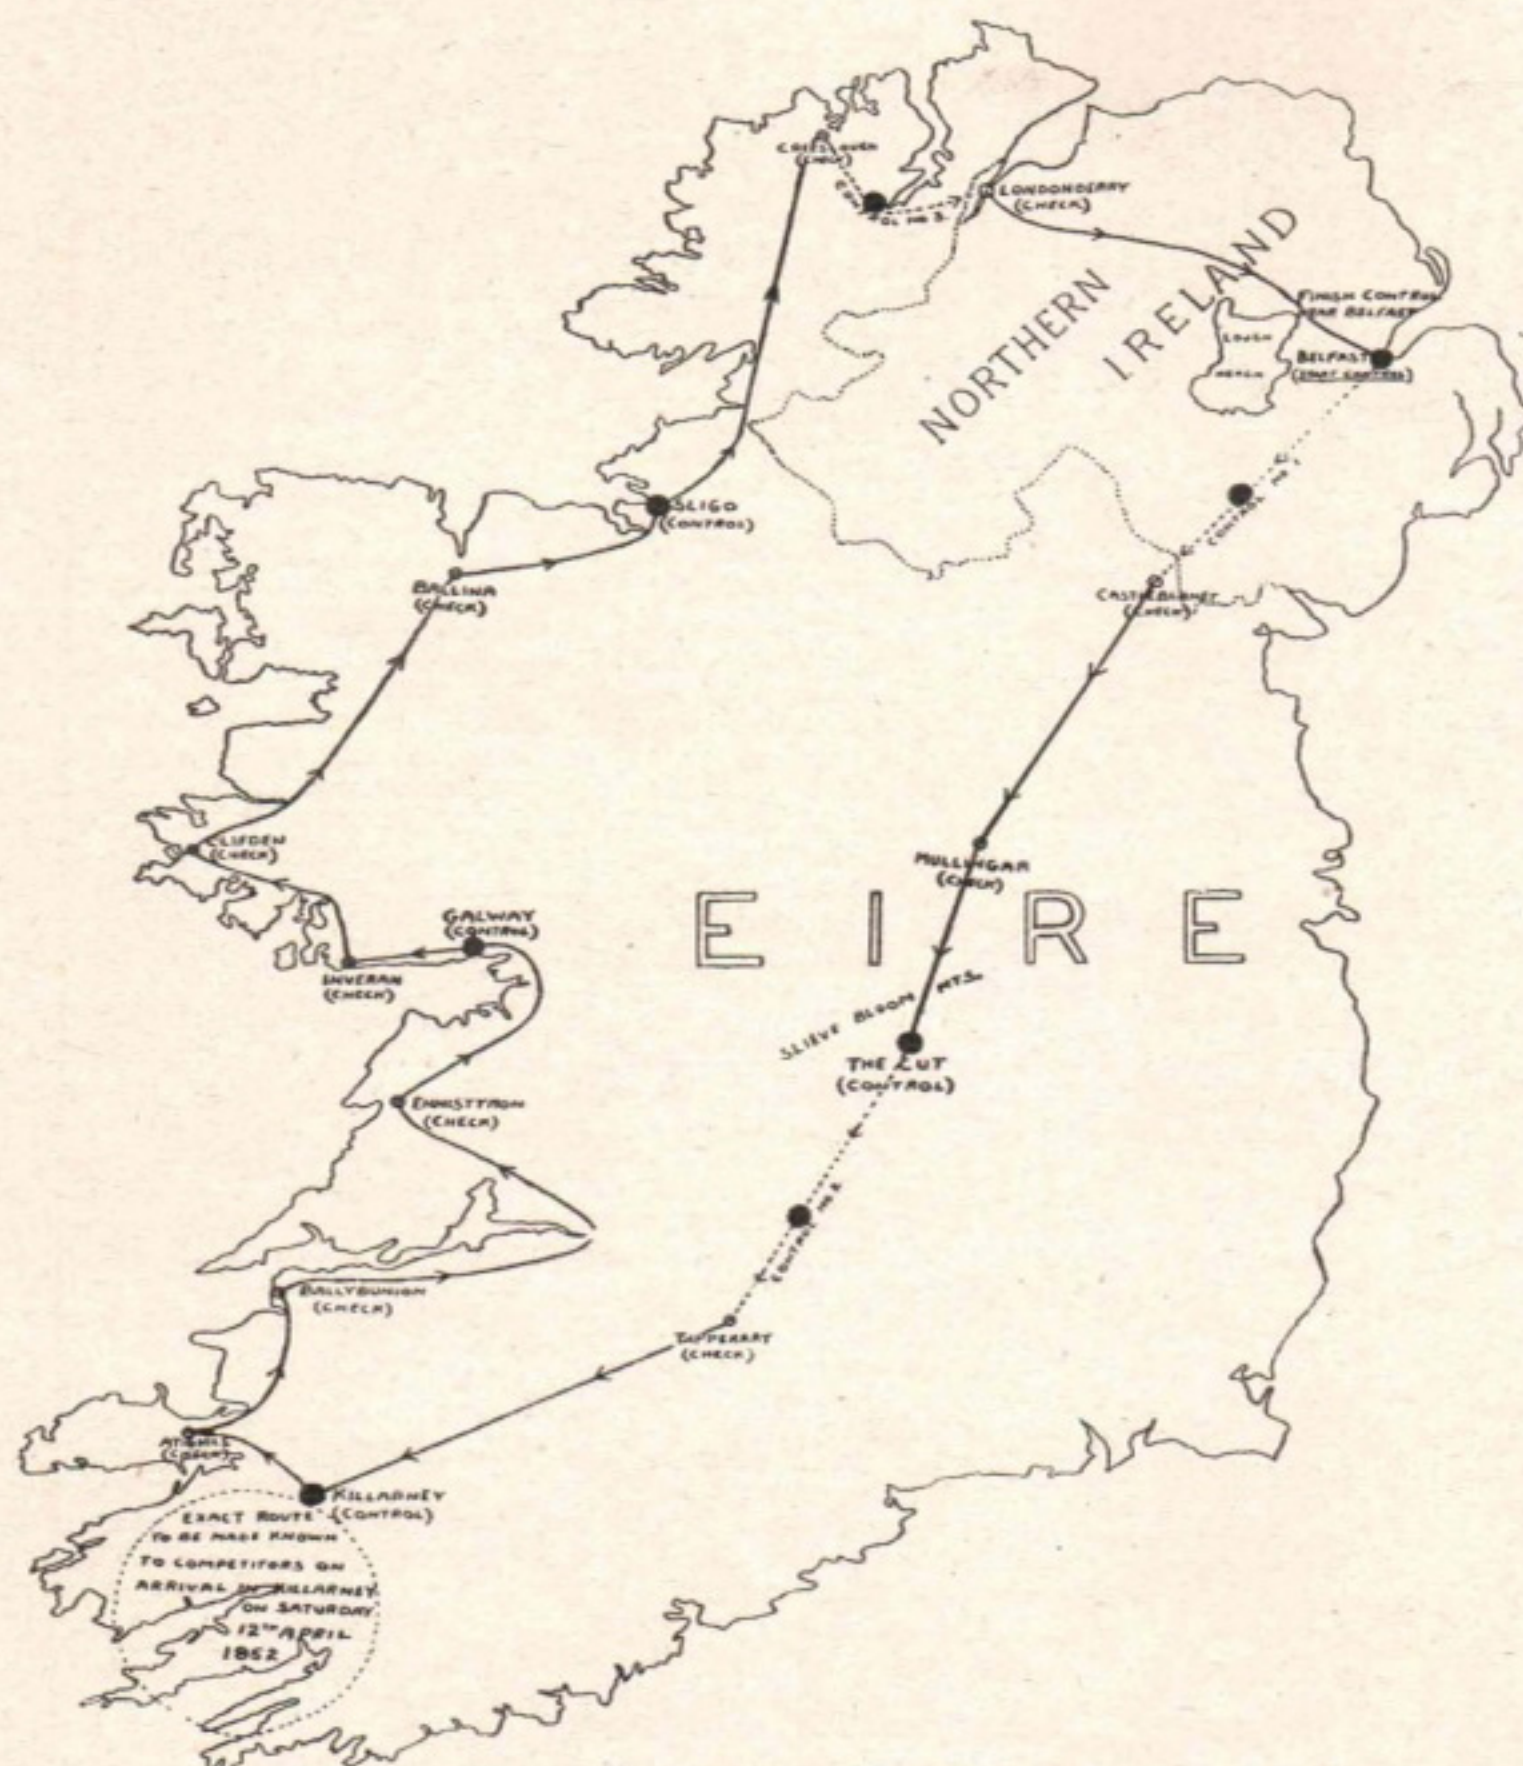 CREESLOUGH
(CHECK)
CONTROL No 3.
LONDONDERRY
(CHECK)
NORTHERN
IRELAND
FINISH CONTROL
NEAR BELFAST
LOUGH
NEAGH
BELFAST
(START CONTROL)
SLIGO
(CONTROL)
CONTROL No 1
BALLINA
(CHECK)
CASTLEBLANEY
(CHECK)
CLIFDEN
(CHECK)
MULLINGAR
(CHECK)
GALWAY
(CONTROL)
EIRE
INVERAN
(CHECK)
SLIEVE BLOOM MTS.
THE CUT
(CONTROL)
ENNISTYMON
(CHECK)
CONTROL No 2.
BALLYBUNION
(CHECK)
TIPPERARY
(CHECK)
(CHECK)
KILLARNEY
(CONTROL)
EXACT ROUTE
TO BE MADE KNOWN
TO COMPETITORS ON
ARRIVAL IN KILLARNEY
ON SATURDAY
12TH APRIL
1952